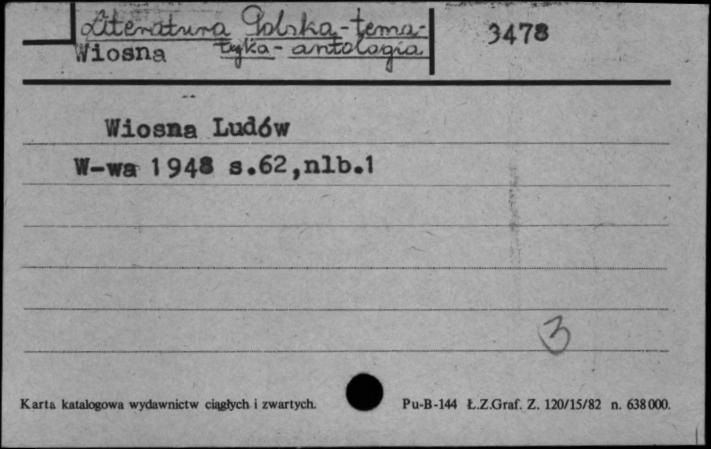 Literatura Polska-tema-
tyka-antologia
Wiosna
3478
Wiosna Ludów
W-wa 1948 s.62,nlb.1
3
Karta katalogowa wydawnictw ciągłych i zwartych.
Pu-B-144 Ł.Z.Graf. Z. 120/15/82 n. 638000.